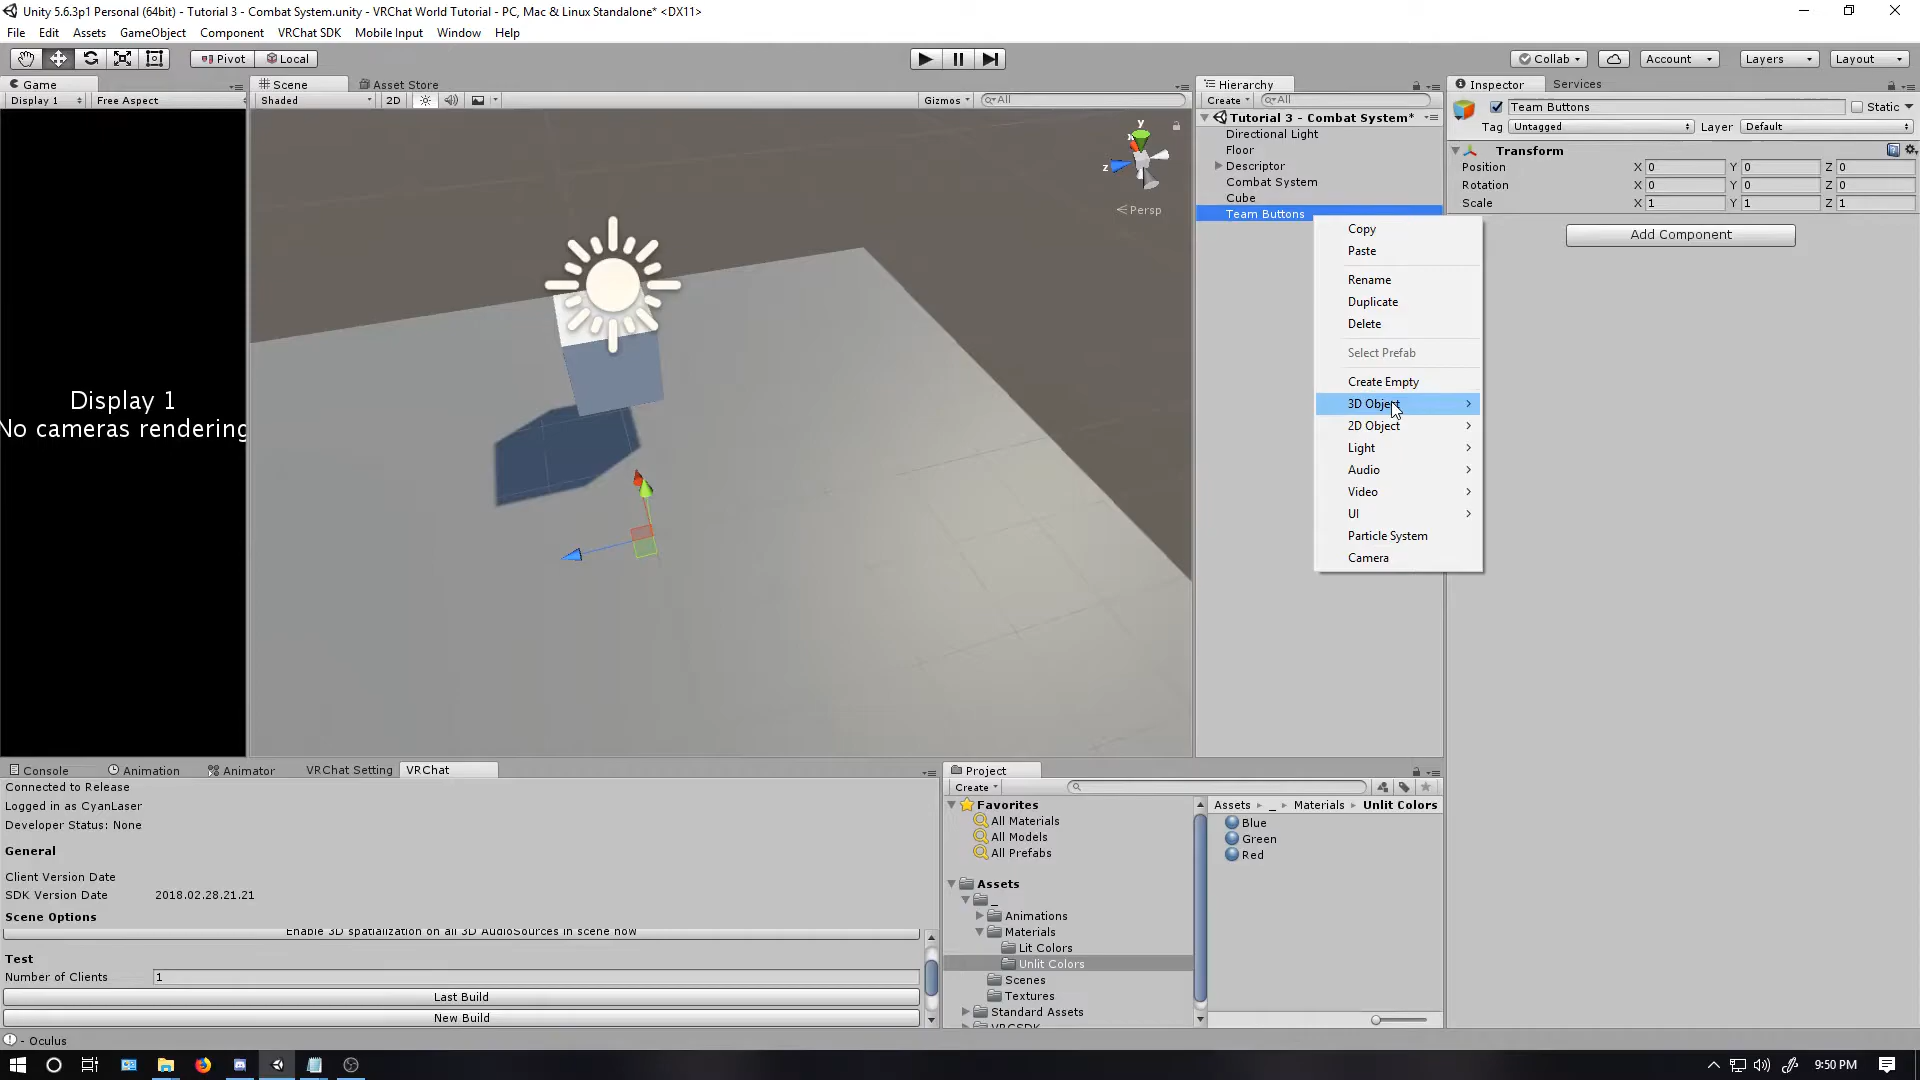 Unity 5.6.3p1 Personal (64bit) - Tutorial 3 - Combat System.unity - VRChat World Tutorial - PC, Mac & Linux Standalone* <DX11>
File Edit Assets GameObject Component VRChat SDK Mobile Input Window Help
Pivot Local Collab Account Layers Layout
Game Scene Asset Store Hierarchy Inspector Services
Display 1 Free Aspect Shaded 2D Gizmos All Create All
Team Buttons Static
Tag Untagged Layer Default
Tutorial 3 - Combat System*
Directional Light
Floor
Descriptor
Combat System
Cube
Team Buttons
Transform
Position X 0 Y 0 Z 0
Rotation X 0 Y 0 Z 0
Scale X 1 Y 1 Z 1
Add Component
y
x
z
Persp
Copy
Paste
Rename
Duplicate
Delete
Select Prefab
Create Empty
3D Object
2D Object
Light
Audio
Video
UI
Particle System
Camera
Display 1
No cameras rendering
Console Animation Animator VRChat Setting VRChat
Connected to Release
Logged in as CyanLaser
Developer Status: None
General
Client Version Date
SDK Version Date 2018.02.28.21.21
Scene Options
Enable 3D spatialization on all 3D AudioSources in scene now
Test
Number of Clients 1
Last Build
New Build
Project
Create
Favorites
All Materials
All Models
All Prefabs
Assets
_
Animations
Materials
Lit Colors
Unlit Colors
Scenes
Textures
Standard Assets
VRCSDK
Assets _ Materials Unlit Colors
Blue
Green
Red
- Oculus
9:50 PM